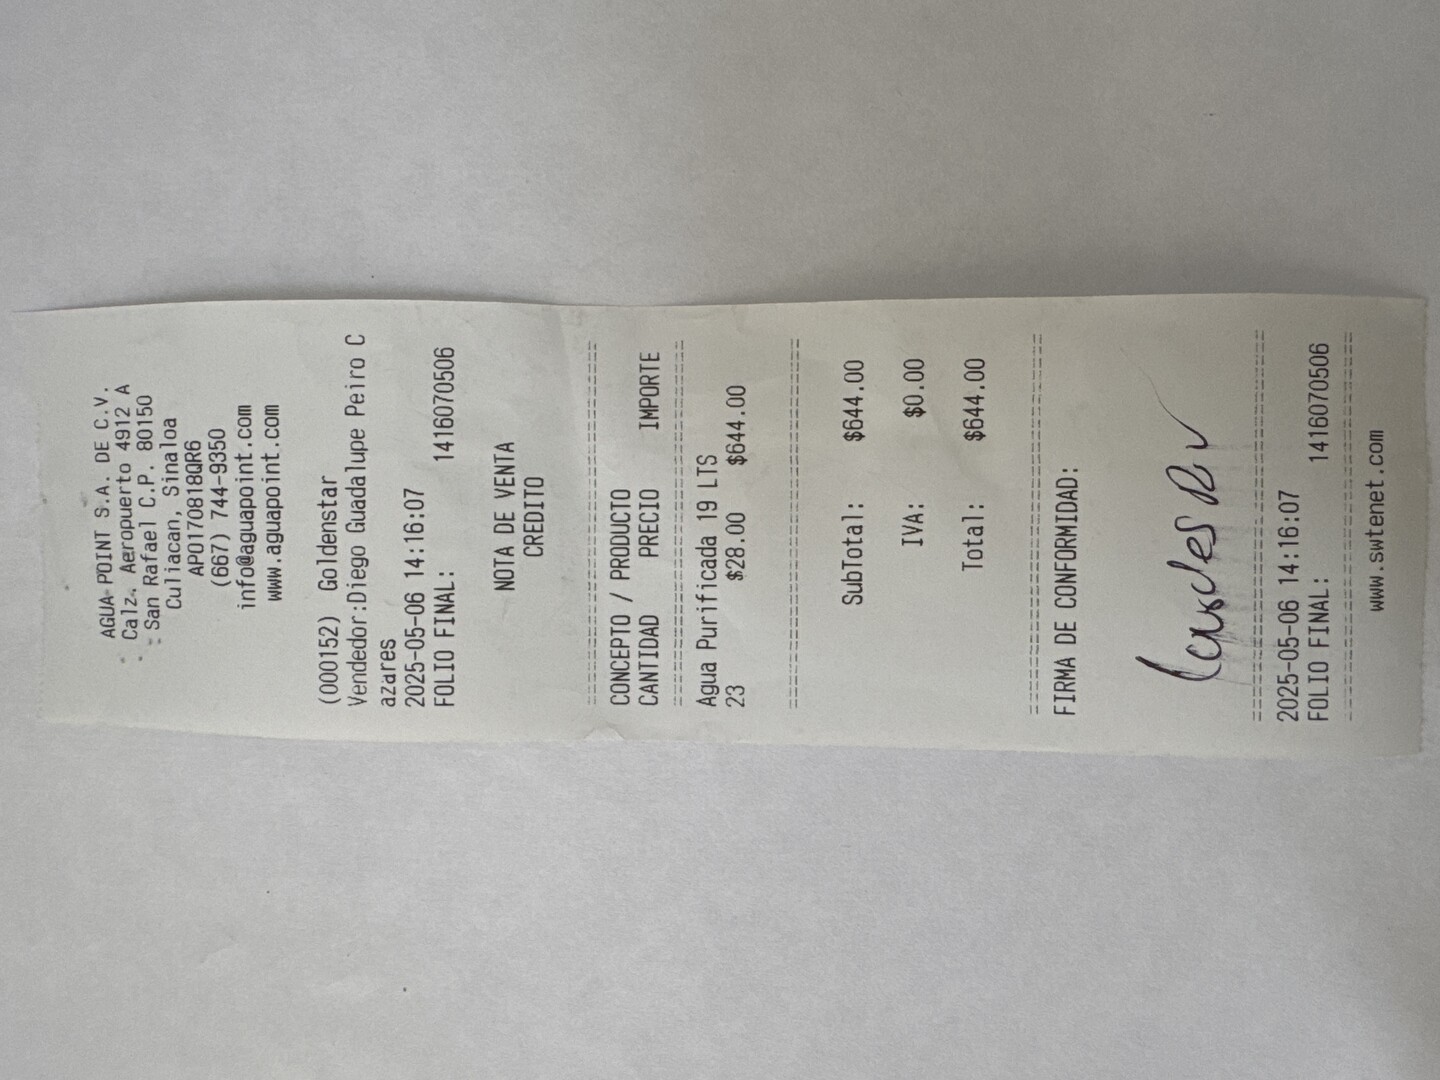 AGUA POINT S.A. DE C.V.
Calz. Aeropuerto 4912 A
San Rafael C.P. 80150
Culiacan, Sinaloa
APO170818QR6
(667) 744-9350
info@aguapoint.com
www.aguapoint.com
(000152) Goldenstar
Vendedor:Diego Guadalupe Peiro C
azares
2025-05-06 14:16:07
FOLIO FINAL: 1416070506
NOTA DE VENTA
CREDITO
================================
CONCEPTO / PRODUCTO
CANTIDAD PRECIO IMPORTE
================================
Agua Purificada 19 LTS
23 $28.00 $644.00
================================
SubTotal: $644.00
IVA: $0.00
Total: $644.00
================================
FIRMA DE CONFORMIDAD:
================================
2025-05-06 14:16:07
FOLIO FINAL: 1416070506
================================
www.swtenet.com